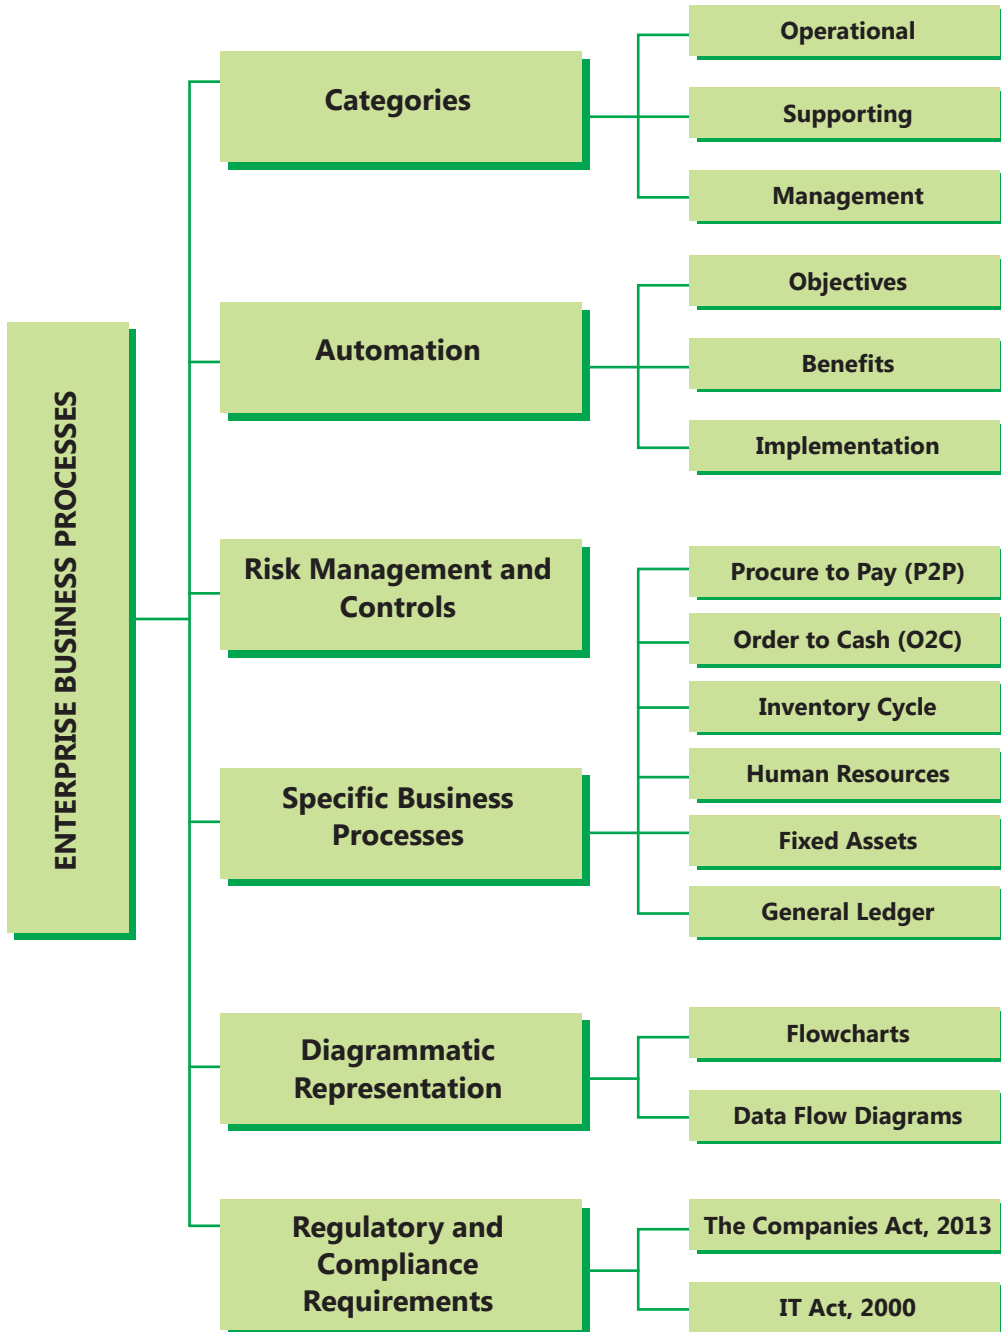 ENTERPRISE BUSINESS PROCESSES
Categories
Operational
Supporting
Management
Automation
Objectives
Benefits
Implementation
Risk Management and
Controls
Specific Business
Processes
Procure to Pay (P2P)
Order to Cash (O2C)
Inventory Cycle
Human Resources
Fixed Assets
General Ledger
Diagrammatic
Representation
Flowcharts
Data Flow Diagrams
Regulatory and
Compliance
Requirements
The Companies Act, 2013
IT Act, 2000